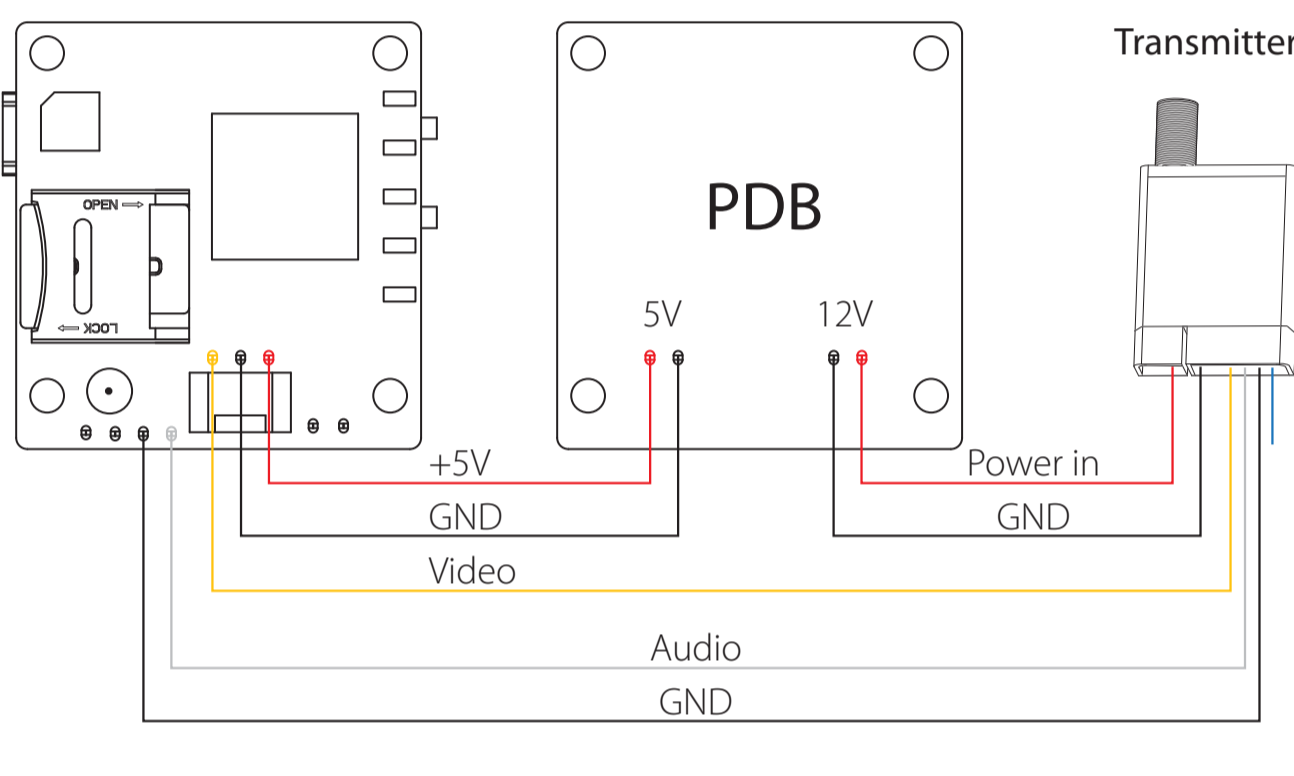 Transmitter
OPEN
PDB
5V
12V
LOCK
+5V
Power in
GND
GND
Video
Audio
GND